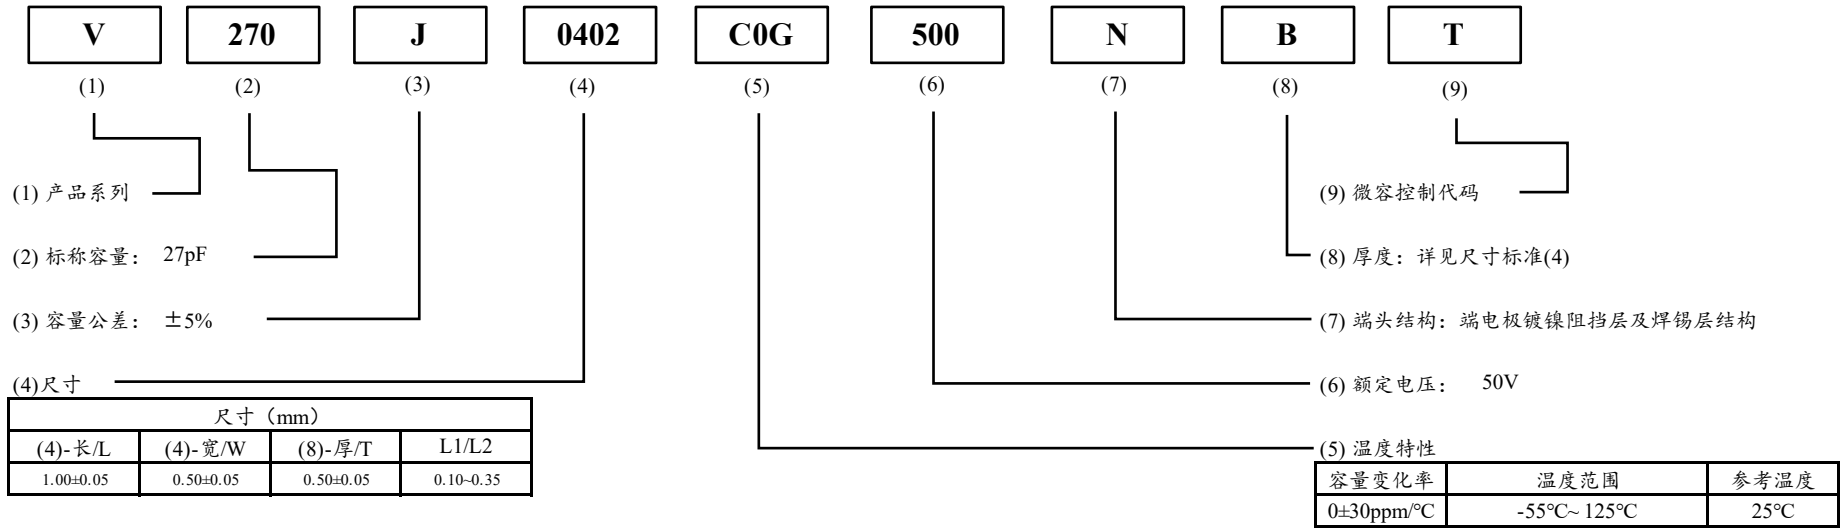 V 270 J 0402 C0G 500 N B T
(1) (2) (3) (4) (5) (6) (7) (8) (9)
(1) 产品系列
(9) 微容控制代码
(2) 标称容量： 27pF
(8) 厚度：详见尺寸标准(4)
(3) 容量公差： ±5%
(7) 端头结构：端电极镀镍阻挡层及焊锡层结构
(4)尺寸
(6) 额定电压： 50V
尺寸（mm）
(4)-长/L (4)-宽/W (8)-厚/T L1/L2
1.00±0.05 0.50±0.05 0.50±0.05 0.10~0.35
(5) 温度特性
容量变化率 温度范围 参考温度
0±30ppm/℃ -55℃~ 125℃ 25℃